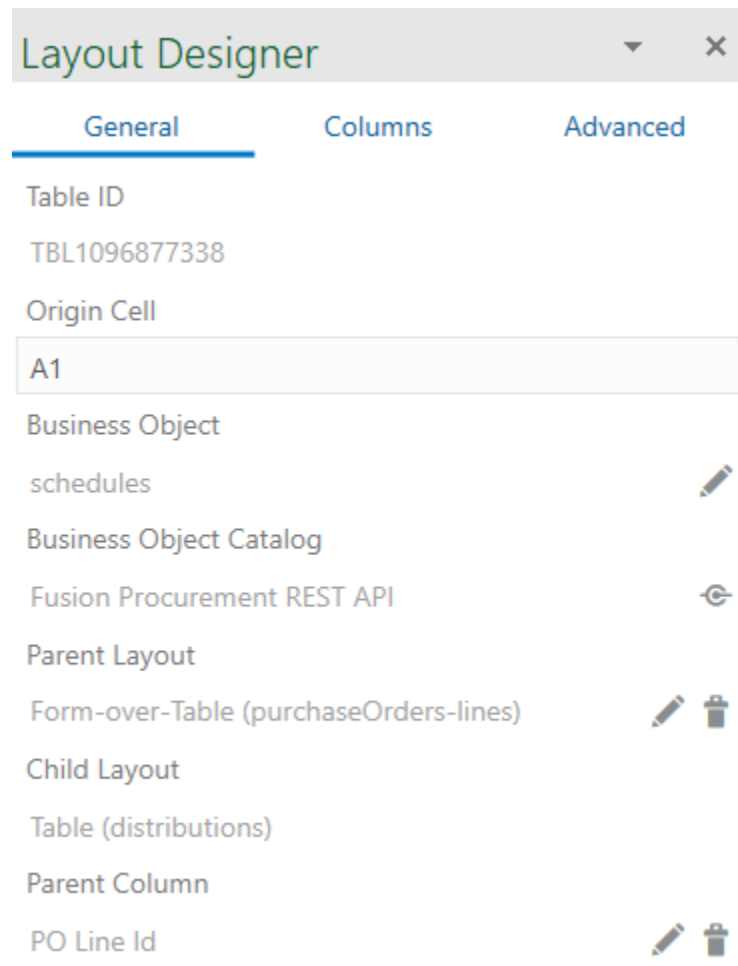 Layout Designer
General Columns Advanced
Table ID
TBL1096877338
Origin Cell
A1
Business Object
schedules
Business Object Catalog
Fusion Procurement REST API
Parent Layout
Form-over-Table (purchaseOrders-lines)
Child Layout
Table (distributions)
Parent Column
PO Line Id